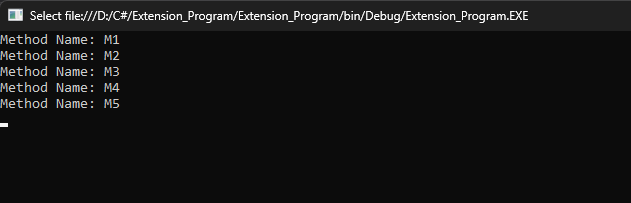 Select file:///D:/C#/Extension_Program/Extension_Program/bin/Debug/Extension_Program.EXE
Method Name: M1
Method Name: M2
Method Name: M3
Method Name: M4
Method Name: M5